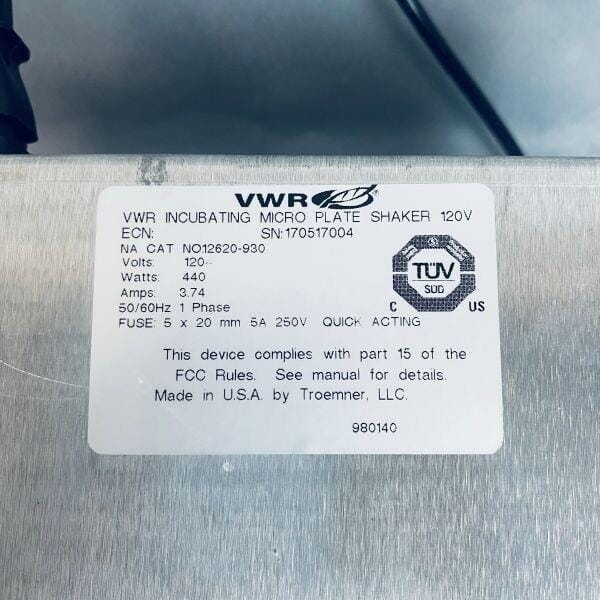 VWR
VWR INCUBATING MICRO PLATE SHAKER 120V
ECN: SN:170517004
NA CAT NO12620-930
Volts: 120~
Watts: 440
Amps: 3.74
50/60Hz 1 Phase
FUSE: 5 x 20 mm 5A 250V QUICK ACTING
TÜV
SÜD
C US
This device complies with part 15 of the
FCC Rules. See manual for details.
Made in U.S.A. by Troemner, LLC.
980140